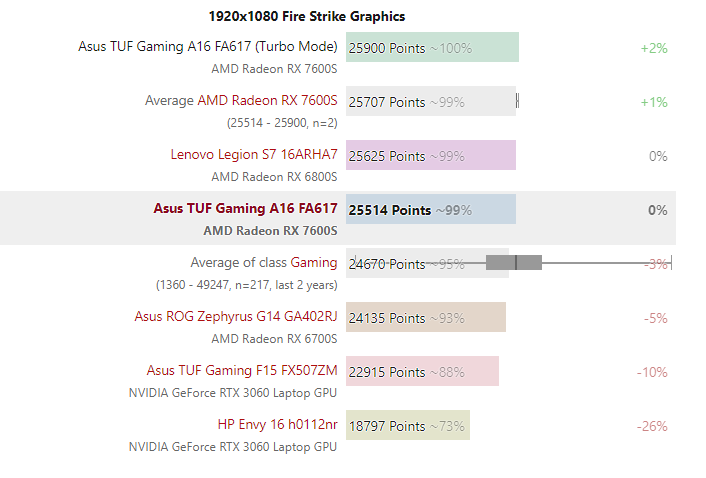 1920x1080 Fire Strike Graphics
Asus TUF Gaming A16 FA617 (Turbo Mode) 25900 Points ~100% +2%
AMD Radeon RX 7600S
Average AMD Radeon RX 7600S 25707 Points ~99% +1%
(25514 - 25900, n=2)
Lenovo Legion S7 16ARHA7 25625 Points ~99% 0%
AMD Radeon RX 6800S
Asus TUF Gaming A16 FA617 25514 Points ~99% 0%
AMD Radeon RX 7600S
Average of class Gaming 24670 Points ~95% -3%
(1360 - 49247, n=217, last 2 years)
Asus ROG Zephyrus G14 GA402RJ 24135 Points ~93% -5%
AMD Radeon RX 6700S
Asus TUF Gaming F15 FX507ZM 22915 Points ~88% -10%
NVIDIA GeForce RTX 3060 Laptop GPU
HP Envy 16 h0112nr 18797 Points ~73% -26%
NVIDIA GeForce RTX 3060 Laptop GPU